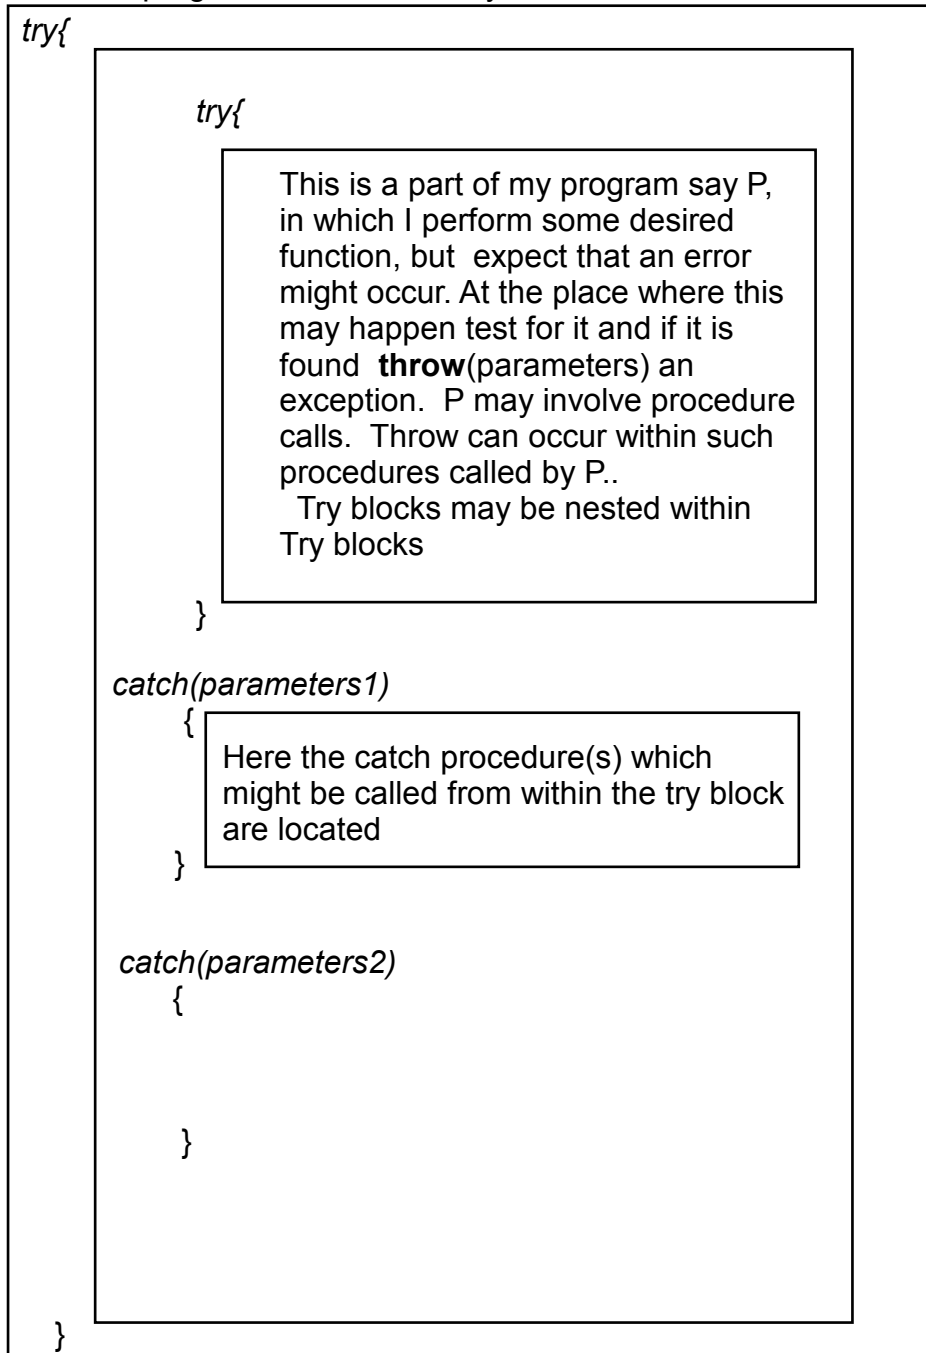 try{
try{
This is a part of my program say P,
in which I perform some desired
function, but  expect that an error
might occur. At the place where this
may happen test for it and if it is
found  throw(parameters) an
exception.  P may involve procedure
calls.  Throw can occur within such
procedures called by P..
Try blocks may be nested within
Try blocks
}
catch(parameters1)
{
Here the catch procedure(s) which
might be called from within the try block
are located
}
catch(parameters2)
{
}
}